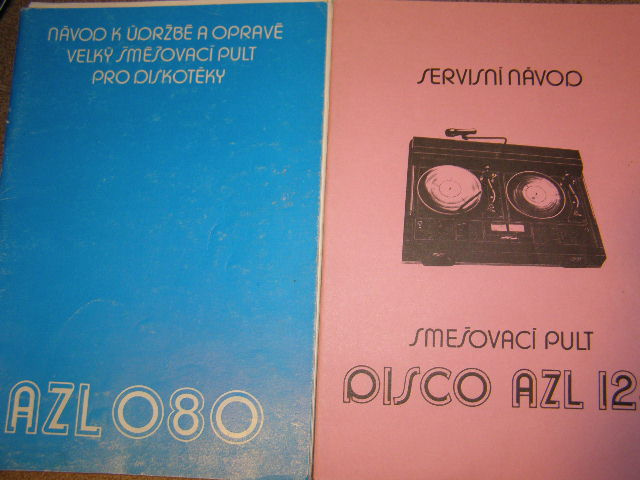 NÁVOD K ÚDRŽBĚ A OPRAVĚ
VELKÝ SMĚŠOVACÍ PULT
PRO DISKOTÉKY
AZL 080
SERVISNÍ NÁVOD
SMEŠOVACÍ PULT
DISCO AZL 12